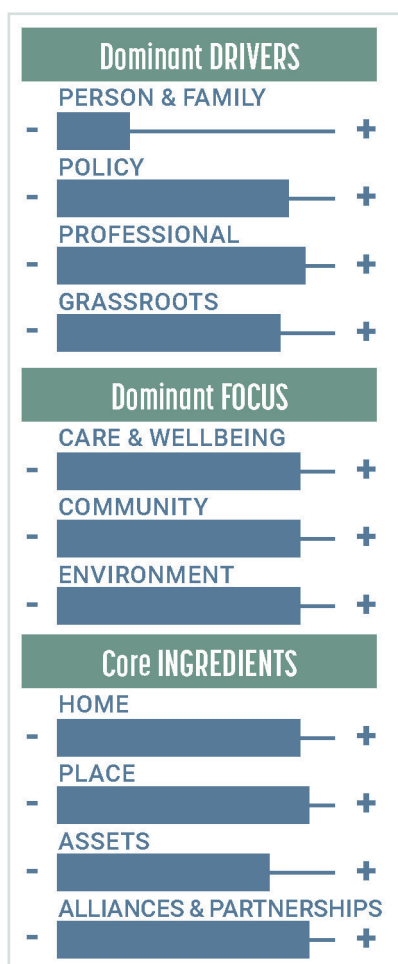 Dominant DRIVERS
PERSON & FAMILY
- +
POLICY
- +
PROFESSIONAL
- +
GRASSROOTS
- +
Dominant FOCUS
CARE & WELLBEING
- +
COMMUNITY
- +
ENVIRONMENT
- +
Core INGREDIENTS
HOME
- +
PLACE
- +
ASSETS
- +
ALLIANCES & PARTNERSHIPS
- +